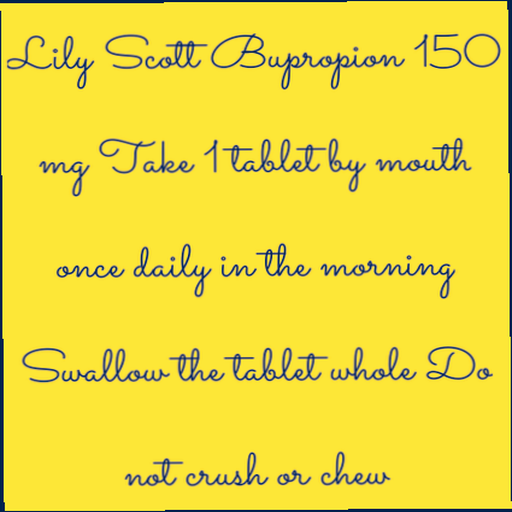 Lily Scott Bupropion 150
mg Take 1 tablet by mouth
once daily in the morning
Swallow the tablet whole Do
not crush or chew